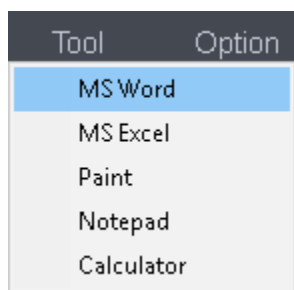 Tool Option
MS Word
MS Excel
Paint
Notepad
Calculator